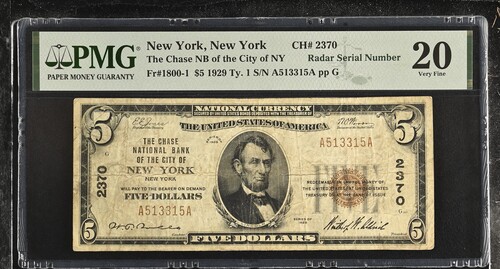 PMG
PAPER MONEY GUARANTY
New York, New York
CH# 2370
The Chase NB of the City of NY
Radar Serial Number
Fr#1800-1 $5 1929 Ty. 1 S/N A513315A pp G
20
Very Fine
NATIONAL CURRENCY
THE UNITED STATES OF AMERICA
5
5
THE CHASE
NATIONAL BANK
OF THE CITY OF
NEW YORK
NEW YORK
WILL PAY TO THE BEARER ON DEMAND
FIVE DOLLARS
A513315A
A513315A
2370
2370
SERIES OF
1929
5
5
FIVE DOLLARS